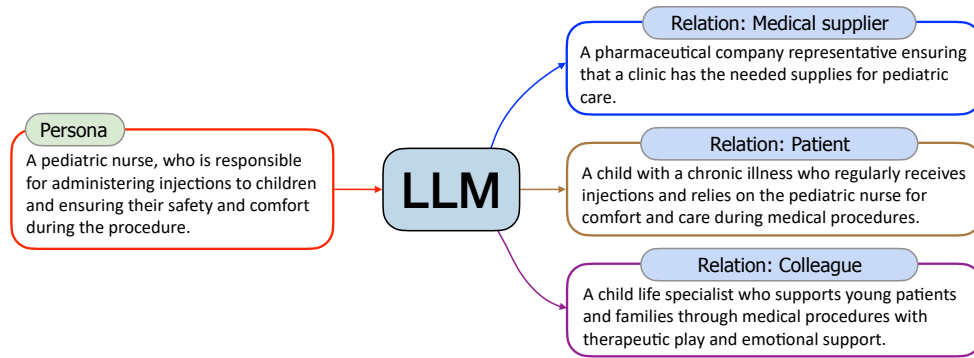 Persona
A pediatric nurse, who is responsible
for administering injections to children
and ensuring their safety and comfort
during the procedure.
LLM
Relation: Medical supplier
A pharmaceutical company representative ensuring
that a clinic has the needed supplies for pediatric
care.
Relation: Patient
A child with a chronic illness who regularly receives
injections and relies on the pediatric nurse for
comfort and care during medical procedures.
Relation: Colleague
A child life specialist who supports young patients
and families through medical procedures with
therapeutic play and emotional support.